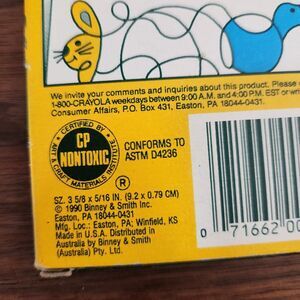 We invite your comments and inquiries about this product. Please
1-800-CRAYOLA weekdays between 9:00 A.M. and 4:00 P.M. EST or wri
Consumer Affairs, P.O. Box 431, Easton, PA 18044-0431.
CERTIFIED BY
CP
NONTOXIC
ART & CRAFT MATERIALS INSTITUTE
®
CONFORMS TO
ASTM D4236
SZ. 3 5/8 x 5/16 IN. (9.2 x 0.79 CM)
© 1990 Binney & Smith Inc.
Easton, PA 18044-0431
Mfg. Loc.: Easton, PA; Winfield, KS
Made in U.S.A. Distributed in
Australia by Binney & Smith
(Australia) Pty. Ltd.
0 71662 00